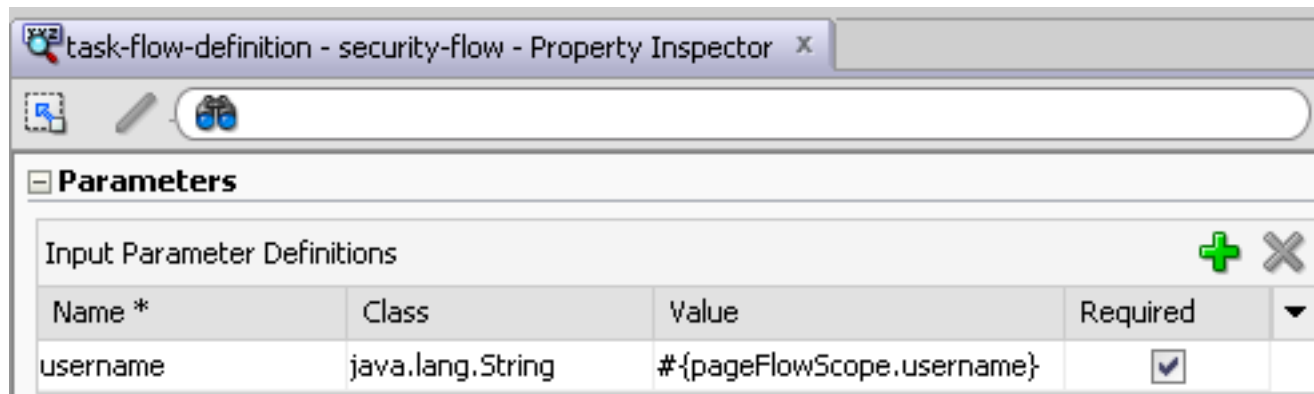 task-flow-definition - security-flow - Property Inspector x
Parameters
Input Parameter Definitions
Name * Class Value Required
username java.lang.String #{pageFlowScope.username}